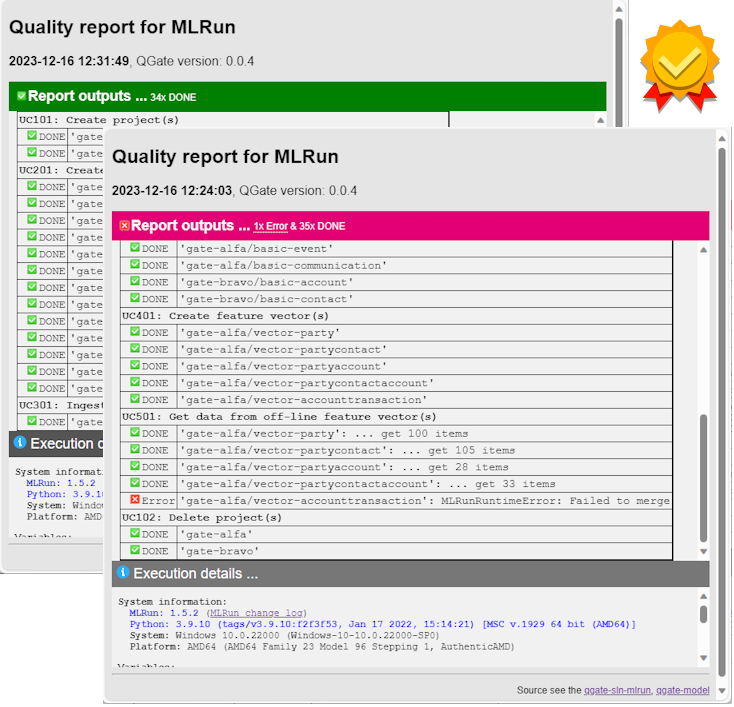 Quality report for MLRun
2023-12-16 12:31:49, QGate version: 0.0.4
Report outputs ... 34x DONE
UC101: Create project(s)
DONE 'gate
DONE 'gate
UC201: Create
DONE 'gate
DONE 'gate
DONE 'gate
DONE 'gate
DONE 'gate
DONE 'gate
DONE 'gate
DONE 'gate
DONE 'gate
DONE 'gate
DONE 'gate
DONE 'gate
DONE 'gate
UC301: Ingest
DONE 'gate
Execution
System informat
MLRun: 1.5.2
Python: 3.9.10
System: Window
Platform: AMD
Variables:
Quality report for MLRun
2023-12-16 12:24:03, QGate version: 0.0.4
Report outputs ... 1x Error & 35x DONE
DONE 'gate-alfa/basic-event'
DONE 'gate-alfa/basic-communication'
DONE 'gate-bravo/basic-account'
DONE 'gate-bravo/basic-contact'
UC401: Create feature vector(s)
DONE 'gate-alfa/vector-party'
DONE 'gate-alfa/vector-partycontact'
DONE 'gate-alfa/vector-partyaccount'
DONE 'gate-alfa/vector-partycontactaccount'
DONE 'gate-alfa/vector-accounttransaction'
UC501: Get data from off-line feature vector(s)
DONE 'gate-alfa/vector-party': ... get 100 items
DONE 'gate-alfa/vector-partycontact': ... get 105 items
DONE 'gate-alfa/vector-partyaccount': ... get 28 items
DONE 'gate-alfa/vector-partycontactaccount': ... get 33 items
Error 'gate-alfa/vector-accounttransaction': MLRunRuntimeError: Failed to merge
UC102: Delete project(s)
DONE 'gate-alfa'
DONE 'gate-bravo'
Execution details ...
System information:
MLRun: 1.5.2 (MLRun change log)
Python: 3.9.10 (tags/v3.9.10:f2f3f53, Jan 17 2022, 15:14:21) [MSC v.1929 64 bit (AMD64)]
System: Windows 10.0.22000 (Windows-10-10.0.22000-SP0)
Platform: AMD64 (AMD64 Family 23 Model 96 Stepping 1, AuthenticAMD)
Variables:
Source see the qgate-sln-mlrun, qgate-model